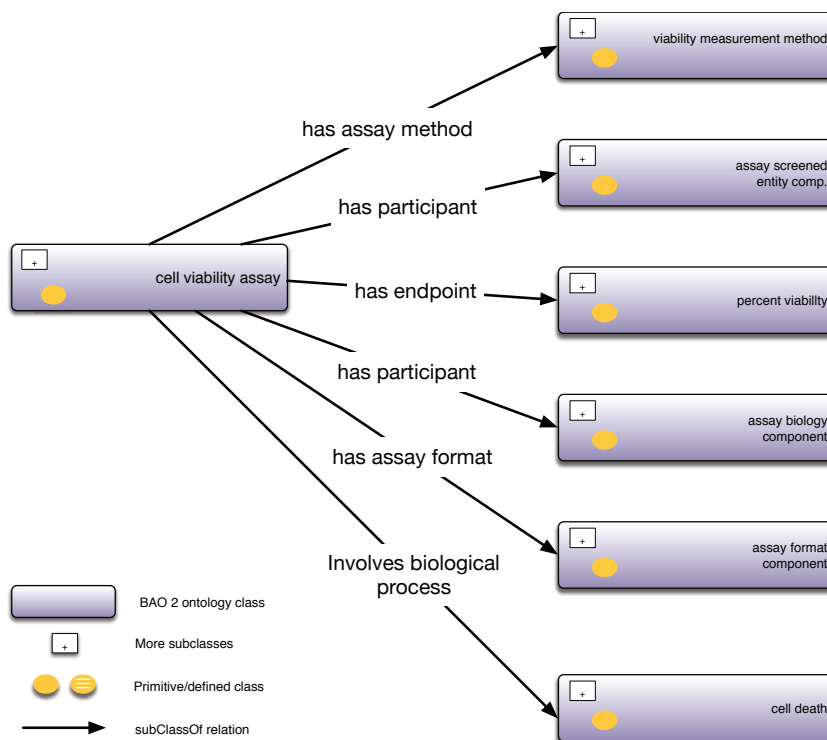 viability measurement method
has assay method
assay screened
entity comp.
has participant
cell viability assay
has endpoint
percent viabillty
has participant
assay biology
component
has assay format
assay format
component
Involves biological
process
cell death
BAO 2 ontology class
More subclasses
Primitive/defined class
subClassOf relation